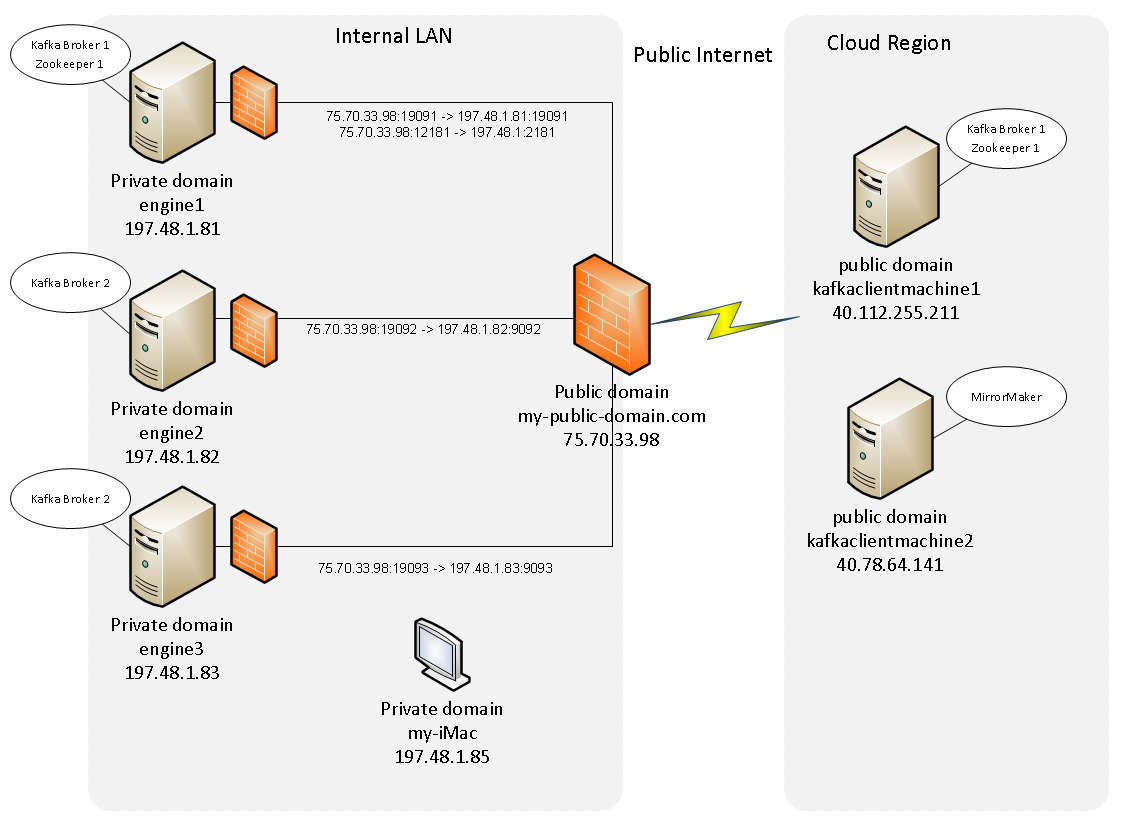 Internal LAN
Public Internet
Cloud Region
Kafka Broker 1
Zookeeper 1
75.70.33.98:19091 -> 197.48.1.81:19091
75.70.33.98:12181 -> 197.48.1:2181
Private domain
engine1
197.48.1.81
Kafka Broker 1
Zookeeper 1
public domain
kafkaclientmachine1
40.112.255.211
Kafka Broker 2
75.70.33.98:19092 -> 197.48.1.82:9092
Private domain
engine2
197.48.1.82
Public domain
my-public-domain.com
75.70.33.98
MirrorMaker
public domain
kafkaclientmachine2
40.78.64.141
Kafka Broker 2
75.70.33.98:19093 -> 197.48.1.83:9093
Private domain
engine3
197.48.1.83
Private domain
my-iMac
197.48.1.85